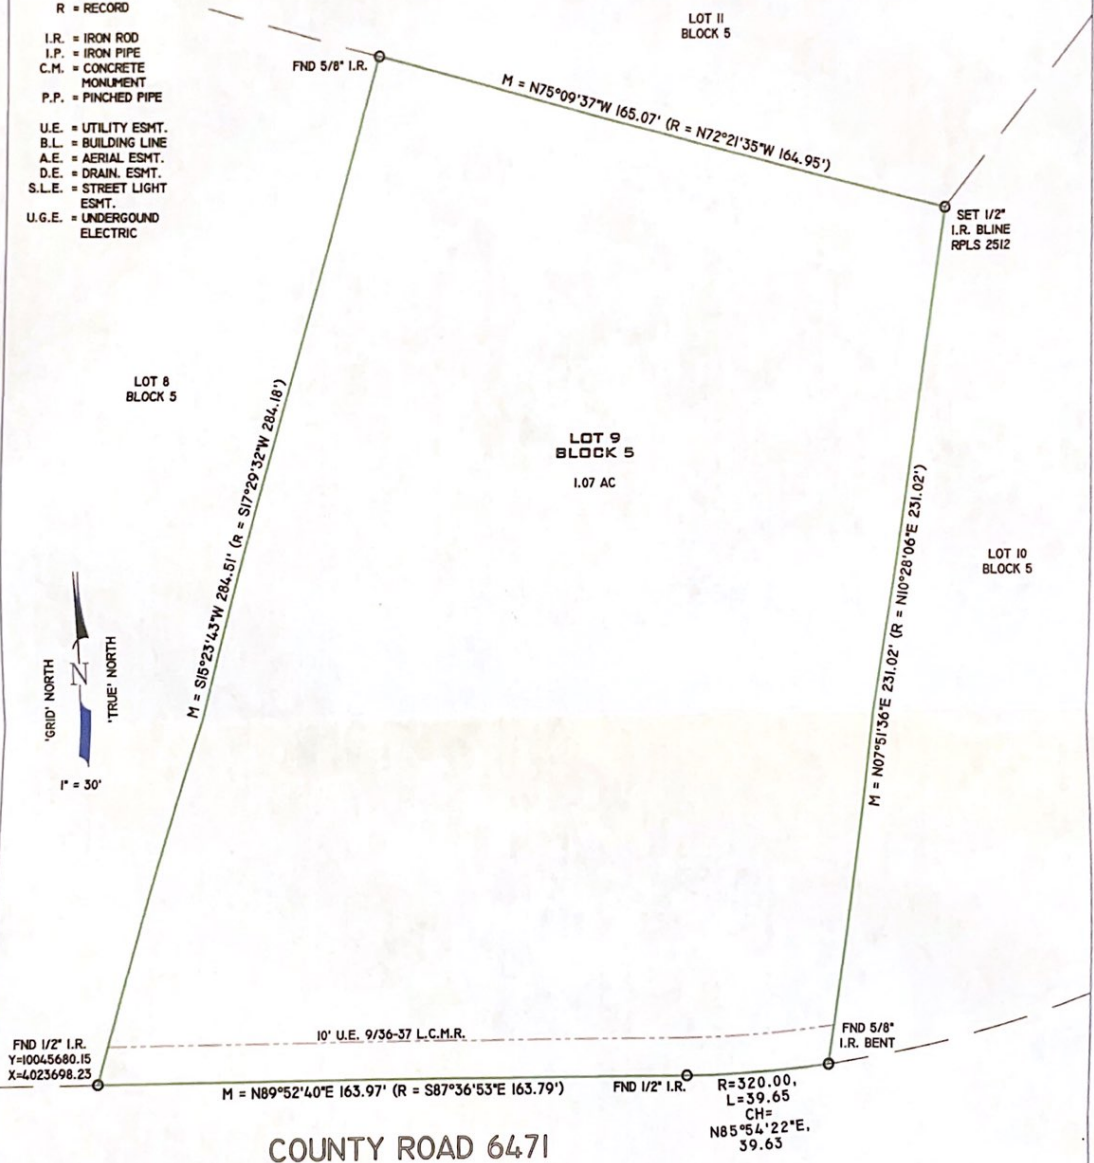 R = RECORD
I.R. = IRON ROD
I.P. = IRON PIPE
C.M. = CONCRETE
MONUMENT
P.P. = PINCHED PIPE
U.E. = UTILITY ESMT.
B.L. = BUILDING LINE
A.E. = AERIAL ESMT.
D.E. = DRAIN. ESMT.
S.L.E. = STREET LIGHT
ESMT.
U.G.E. = UNDERGOUND
ELECTRIC
LOT 11
BLOCK 5
FND 5/8" I.R.
M = N75°09'37"W 165.07' (R = N72°21'35"W 164.95')
SET 1/2"
I.R. BLINE
RPLS 2512
LOT 8
BLOCK 5
LOT 9
BLOCK 5
1.07 AC
LOT 10
BLOCK 5
M = S15°23'43"W 284.51' (R = S17°29'32"W 284.18')
M = N07°51'36"E 231.02' (R = N10°28'06"E 231.02')
'GRID' NORTH
N
'TRUE' NORTH
1" = 30'
10' U.E. 9/36-37 L.C.M.R.
FND 1/2" I.R.
Y=10045680.15
X=4023698.23
FND 5/8"
I.R. BENT
M = N89°52'40"E 163.97' (R = S87°36'53"E 163.79')
FND 1/2" I.R.
R=320.00,
L=39.65
CH=
N85°54'22"E,
39.63
COUNTY ROAD 6471